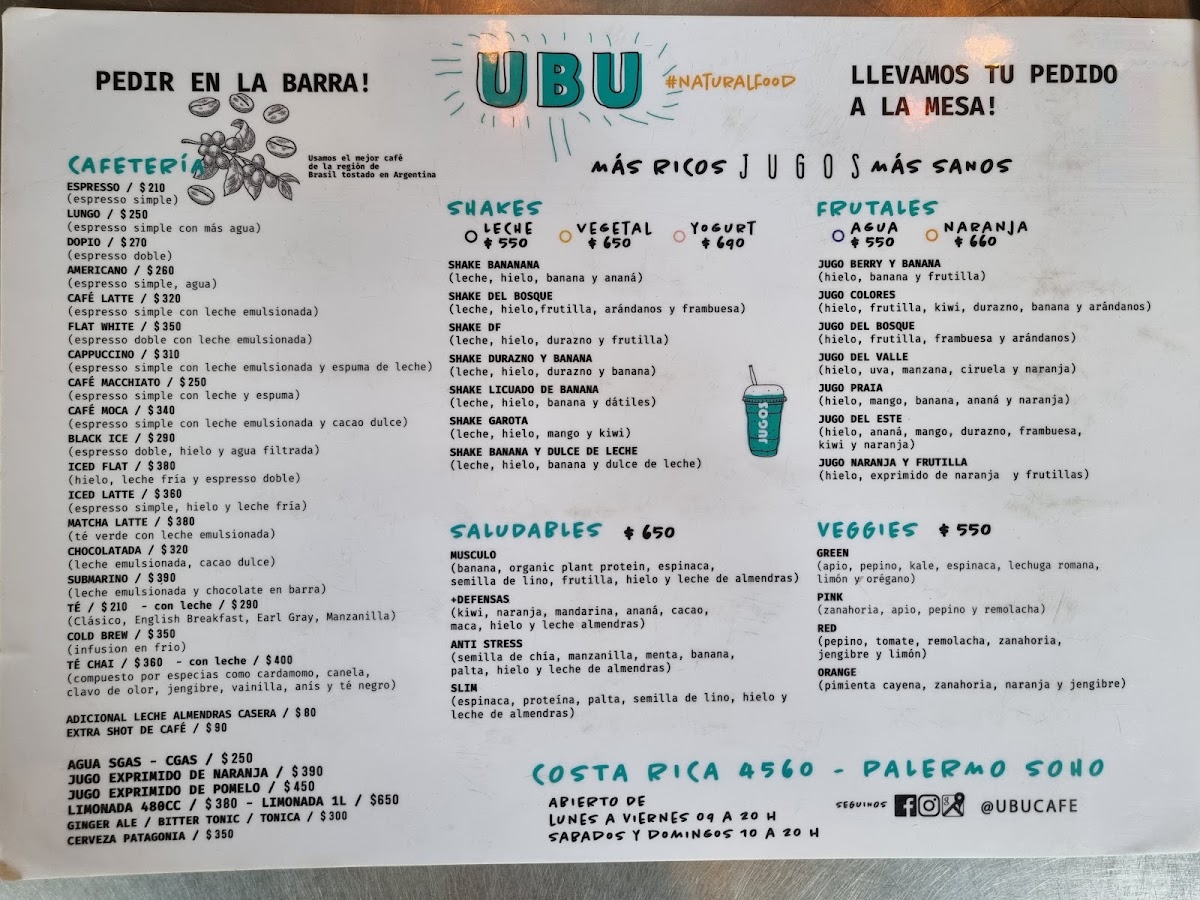 PEDIR EN LA BARRA!
UBU
#NATURALFOOD
LLEVAMOS TU PEDIDO
A LA MESA!
CAFETERÍA
Usamos el mejor café
de la región de
Brasil tostado en Argentina
ESPRESSO / $210
(espresso simple)
LUNGO / $250
(espresso simple con más agua)
DOPIO / $270
(espresso doble)
AMERICANO / $260
(espresso simple, agua)
CAFÉ LATTE / $320
(espresso simple con leche emulsionada)
FLAT WHITE / $350
(espresso doble con leche emulsionada)
CAPPUCCINO / $310
(espresso simple con leche emulsionada y espuma de leche)
CAFÉ MACCHIATO / $250
(espresso simple con leche y espuma)
CAFÉ MOCA / $340
(espresso simple con leche emulsionada y cacao dulce)
BLACK ICE / $290
(espresso doble, hielo y agua filtrada)
ICED FLAT / $380
(hielo, leche fría y espresso doble)
ICED LATTE / $360
(espresso simple, hielo y leche fría)
MATCHA LATTE / $380
(té verde con leche emulsionada)
CHOCOLATADA / $320
(leche emulsionada, cacao dulce)
SUBMARINO / $390
(leche emulsionada y chocolate en barra)
TÉ / $210 - con leche / $290
(Clásico, English Breakfast, Earl Gray, Manzanilla)
COLD BREW / $350
(infusion en frio)
TÉ CHAI / $360 - con leche / $400
(compuesto por especias como cardamomo, canela,
clavo de olor, jengibre, vainilla, anís y té negro)
ADICIONAL LECHE ALMENDRAS CASERA / $80
EXTRA SHOT DE CAFÉ / $90
AGUA SGAS - CGAS / $250
JUGO EXPRIMIDO DE NARANJA / $390
JUGO EXPRIMIDO DE POMELO / $450
LIMONADA 480CC / $380 - LIMONADA 1L / $650
GINGER ALE / BITTER TONIC / TONICA / $300
CERVEZA PATAGONIA / $350
MÁS RICOS JUGOS MÁS SANOS
SHAKES
LECHE $550 VEGETAL $650 YOGURT $690
SHAKE BANANANA
(leche, hielo, banana y ananá)
SHAKE DEL BOSQUE
(leche, hielo,frutilla, arándanos y frambuesa)
SHAKE DF
(leche, hielo, durazno y frutilla)
SHAKE DURAZNO Y BANANA
(leche, hielo, durazno y banana)
SHAKE LICUADO DE BANANA
(leche, hielo, banana y dátiles)
SHAKE GAROTA
(leche, hielo, mango y kiwi)
SHAKE BANANA Y DULCE DE LECHE
(leche, hielo, banana y dulce de leche)
JUGOS
FRUTALES
AGUA $550 NARANJA $660
JUGO BERRY Y BANANA
(hielo, banana y frutilla)
JUGO COLORES
(hielo, frutilla, kiwi, durazno, banana y arándanos)
JUGO DEL BOSQUE
(hielo, frutilla, frambuesa y arándanos)
JUGO DEL VALLE
(hielo, uva, manzana, ciruela y naranja)
JUGO PRAIA
(hielo, mango, banana, ananá y naranja)
JUGO DEL ESTE
(hielo, ananá, mango, durazno, frambuesa,
kiwi y naranja)
JUGO NARANJA Y FRUTILLA
(hielo, exprimido de naranja y frutillas)
SALUDABLES $650
MUSCULO
(banana, organic plant protein, espinaca,
semilla de lino, frutilla, hielo y leche de almendras)
+DEFENSAS
(kiwi, naranja, mandarina, ananá, cacao,
maca, hielo y leche almendras)
ANTI STRESS
(semilla de chia, manzanilla, menta, banana,
palta, hielo y leche de almendras)
SLIM
(espinaca, proteína, palta, semilla de lino, hielo y
leche de almendras)
VEGGIES $550
GREEN
(apio, pepino, kale, espinaca, lechuga romana,
limón y orégano)
PINK
(zanahoria, apio, pepino y remolacha)
RED
(pepino, tomate, remolacha, zanahoria,
jengibre y limón)
ORANGE
(pimienta cayena, zanahoria, naranja y jengibre)
COSTA RICA 4560 - PALERMO SOHO
ABIERTO DE
LUNES A VIERNES 09 A 20 H
SABADOS Y DOMINGOS 10 A 20 H
SEGUINOS @UBUCAFE